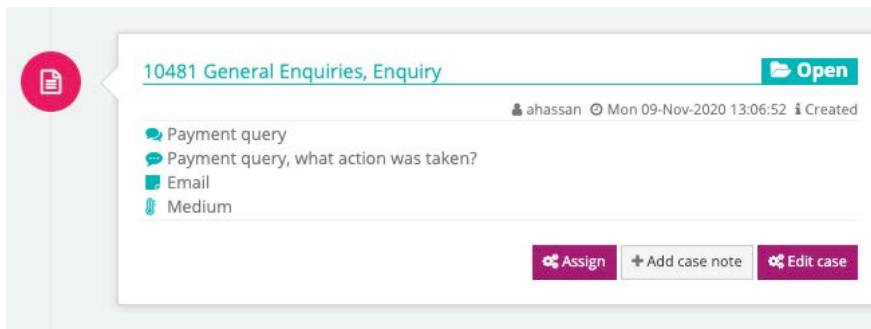 10481 General Enquiries, Enquiry Open
ahassan Mon 09-Nov-2020 13:06:52 Created
Payment query
Payment query, what action was taken?
Email
Medium
Assign + Add case note Edit case